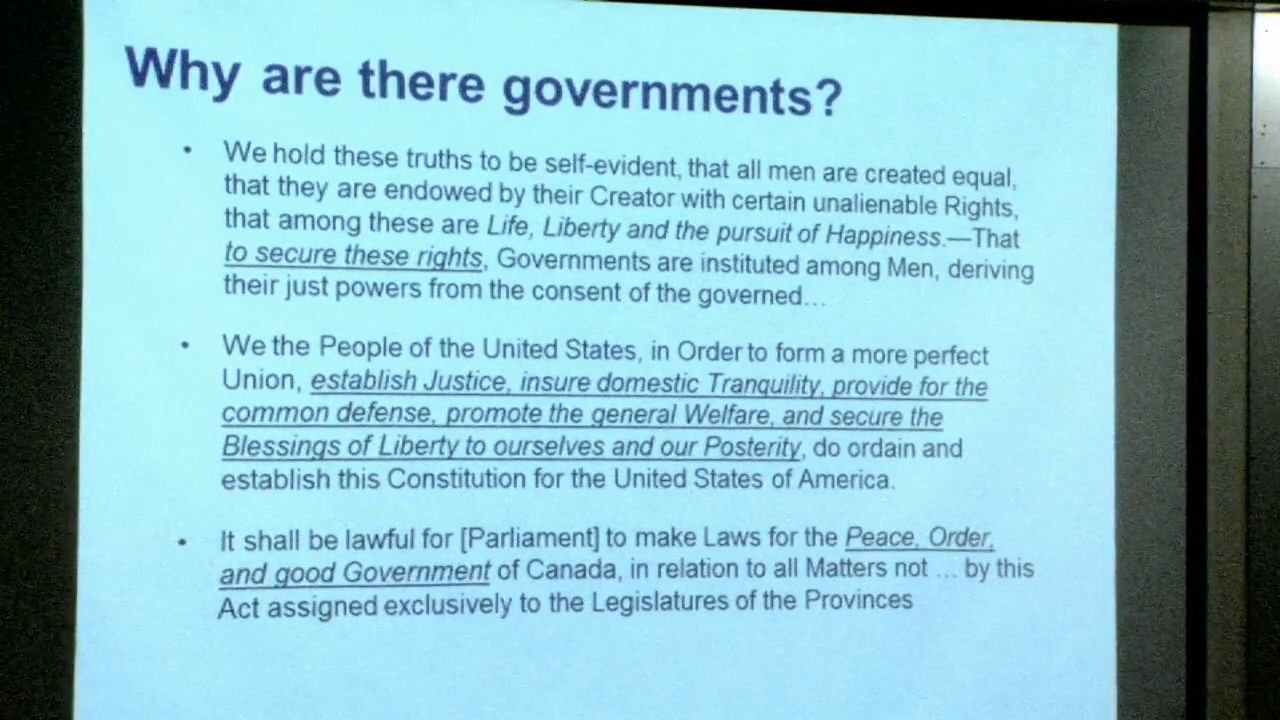 Why are there governments?
• We hold these truths to be self-evident, that all men are created equal,
that they are endowed by their Creator with certain unalienable Rights,
that among these are Life, Liberty and the pursuit of Happiness.—That
to secure these rights, Governments are instituted among Men, deriving
their just powers from the consent of the governed...
• We the People of the United States, in Order to form a more perfect
Union, establish Justice, insure domestic Tranquility, provide for the
common defense, promote the general Welfare, and secure the
Blessings of Liberty to ourselves and our Posterity, do ordain and
establish this Constitution for the United States of America.
• It shall be lawful for [Parliament] to make Laws for the Peace, Order,
and good Government of Canada, in relation to all Matters not ... by this
Act assigned exclusively to the Legislatures of the Provinces